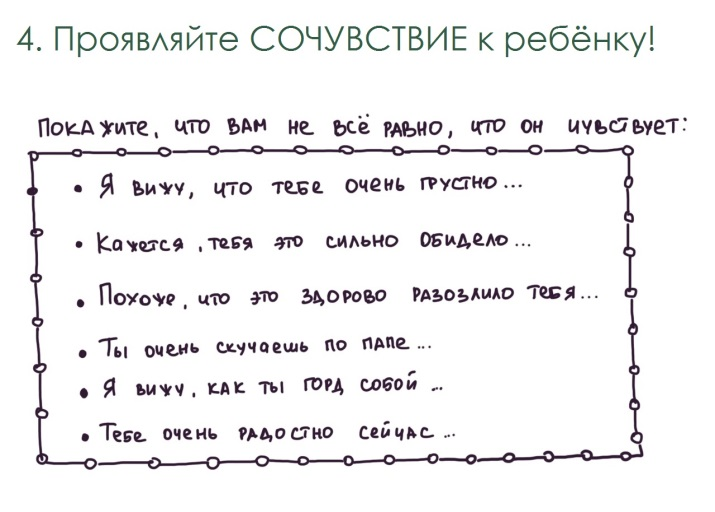 4. Проявляйте СОЧУВСТВИЕ к ребёнку!
Покажите, что вам не всё равно, что он чувствует:
• Я вижу, что тебе очень грустно...
• Кажется, тебя это сильно обидело...
• Похоже, что это здорово разозлило тебя...
• Ты очень скучаешь по папе...
• Я вижу, как ты горд собой...
• Тебе очень радостно сейчас...